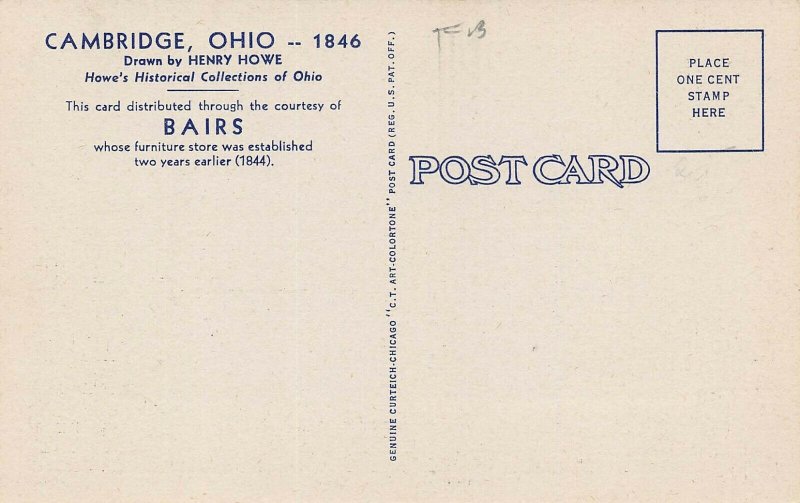 CAMBRIDGE, OHIO -- 1846
Drawn by HENRY HOWE
Howe's Historical Collections of Ohio
This card distributed through the courtesy of
BAIRS
whose furniture store was established
two years earlier (1844).
GENUINE CURTEICH-CHICAGO "C.T. ART-COLORTONE" POST CARD (REG. U.S. PAT. OFF.)
POST CARD
PLACE
ONE CENT
STAMP
HERE